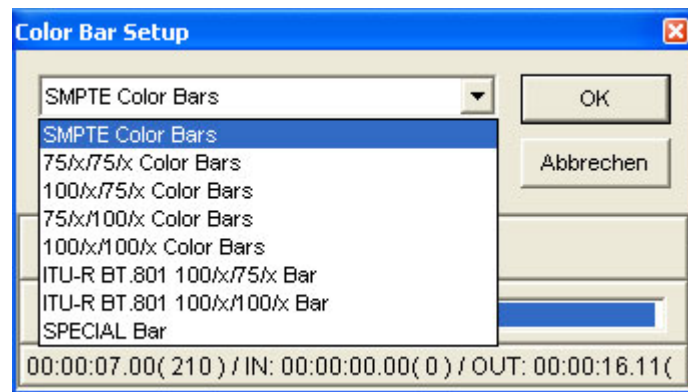 Color Bar Setup
SMPTE Color Bars
OK
SMPTE Color Bars
75/x/75/x Color Bars
Abbrechen
100/x/75/x Color Bars
75/x/100/x Color Bars
100/x/100/x Color Bars
ITU-R BT.801 100/x/75/x Bar
ITU-R BT.801 100/x/100/x Bar
SPECIAL Bar
00:00:07.00( 210 ) / IN: 00:00:00.00( 0 ) / OUT: 00:00:16.11(